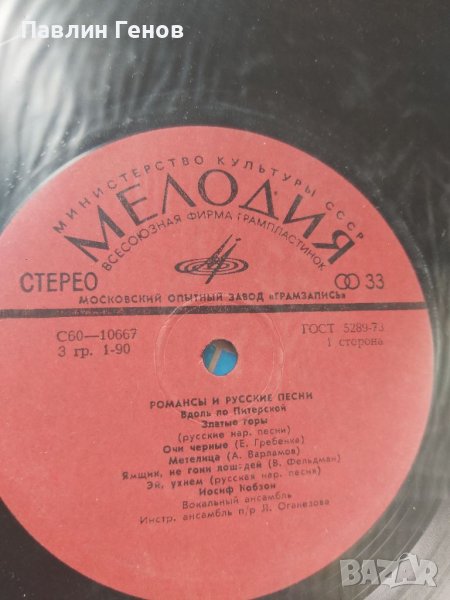 Павлин Генов
МИНИСТЕРСТВО КУЛЬТУРЫ СССР
МЕЛОДИЯ
ВСЕСОЮЗНАЯ ФИРМА ГРАМПЛАСТИНОК
СТЕРЕО
33
МОСКОВСКИЙ ОПЫТНЫЙ ЗАВОД «ГРАМЗАПИСЬ»
С60—10667
ГОСТ 5289-73
3 гр. 1-90
1 сторона
РОМАНСЫ И РУССКИЕ ПЕСНИ
Вдоль по Питерской
Златые горы
(русские нар. песни)
Очи черные (Е. Гребенка)
Метелица (А. Варламов)
Ямщик, не гони лошадей (В. Фельдман)
Эй, ухнем (русская нар. песня)
Иосиф Кобзон
Вокальный ансамбль
Инстр. ансамбль п/р Л. Оганезова
BAZAR.BG